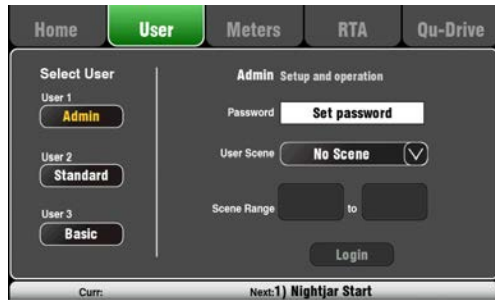 Home User Meters RTA Qu-Drive
Select User
User 1
Admin
User 2
Standard
User 3
Basic
Admin Setup and operation
Password Set password
User Scene No Scene
Scene Range to
Login
Curr: Next:1) Nightjar Start